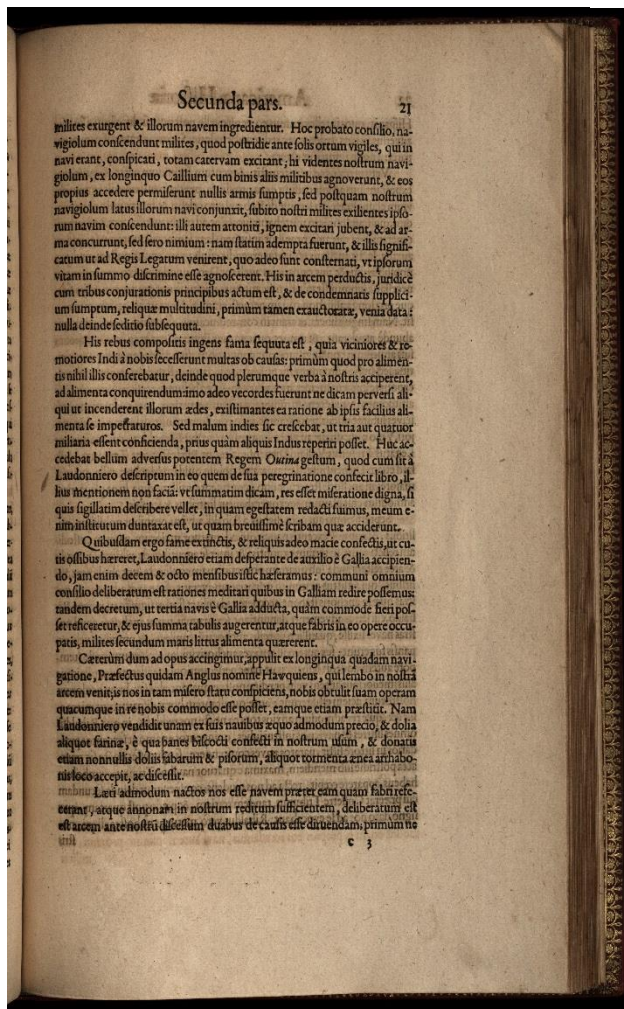 Secunda pars. 21
milites exurgent & illorum navem ingredientur. Hoc probato consilio, na-
vigiolum conscendunt milites, quod postridie ante solis ortum vigiles, qui in
navi erant, conspicati, totam catervam excitant; hi videntes nostrum navi-
giolum, ex longinquo Caillium cum binis aliis militibus agnoverunt, & eos
propius accedere permiserunt nullis armis sumptis, sed postquam nostrum
navigiolum latus illorum navi conjunxit, subito nostri milites exilientes ipso-
rum navim conscendunt: illi autem attoniti, ignem excitari jubent, & ad ar-
ma concurrunt, sed sero nimium: nam statim adempta fuerunt, & illis signifi-
catum ut ad Regis Legatum venirent, quo adeo sunt consternati, vt ipsorum
vitam in summo discrimine esse agnoscerent. His in arcem perductis, juridicè
cum tribus conjurationis principibus actum est, & de condemnatis supplici-
um sumptum, reliquæ multitudini, primùm tamen exauctoratæ, venia data:
nulla deinde seditio subsequuta.
His rebus compositis ingens fama sequuta est, quia viciniores & re-
motiores Indi à nobis secesserunt multas ob causas: primùm quod pro alimen-
tis nihil illis conferebatur, deinde quod plerumque verba à nostris acciperent,
ad alimenta conquirendum: imo adeo vecordes fuerunt ne dicam perversi ali-
qui ut incenderent illorum ædes, existimantes ea ratione ab ipsis facilius ali-
menta se impetraturos. Sed malum indies sic crescebat, ut tria aut quatuor
miliaria essent conficienda, prius quàm aliquis Indus reperiri posset. Huc ac-
cedebat bellum adversus potentem Regem Outina gestum, quod cum sit à
Laudonniero descriptum in eo quem de sua peregrinatione confecit libro, il-
lius mentionem non faciã: vt summatim dicam, res esset miseratione digna, si
quis sigillatim describere vellet, in quam egestatem redacti fuimus, meum e-
nim institutum duntaxat est, ut quam breuissimè scribam quæ acciderunt.
Quibusdam ergo fame extinctis, & reliquis adeo macie confectis, ut cu-
tis ossibus hæreret, Laudonniero etiam desperante de auxilio è Gallia accipien-
do, jam enim decem & octo mensibus istic hæseramus: communi omnium
consilio deliberatum est rationes meditari quibus in Galliam redire possemus:
tandem decretum, ut tertia navis è Gallia adducta, quàm commode fieri pos-
set reficeretur, & ejus summa tabulis augerentur, atque fabris in eo opere occu-
patis, milites secundum maris littus alimenta quærerent.
Cæterùm dum ad opus accingimur, appulit ex longinqua quadam navi-
gatione, Præfectus quidam Anglus nomine Hawquiens, qui lembo in nostrã
arcem venit; is nos in tam misero statu conspiciens, nobis obtulit suam operam
quacumque in re nobis commodo esse posset, eamque etiam præstitit. Nam
Laudonniero vendidit unam ex suis nauibus æquo admodum precio, & dolia
aliquot farinæ, è qua panes biscocti confecti in nostrum usum, & donatis
etiam nonnullis doliis fabarum & pisorum, aliquot tormenta ænea arrhabo-
nis loco accepit, ac discessit.
Læti admodum nactos nos esse navem præter eam quam fabri refe-
cerant, atque annonam in nostrum reditum sufficientem, deliberatum est
est arcem ante nostrũ discessum duabus de causis esse diruendam, primùm ne
c 3